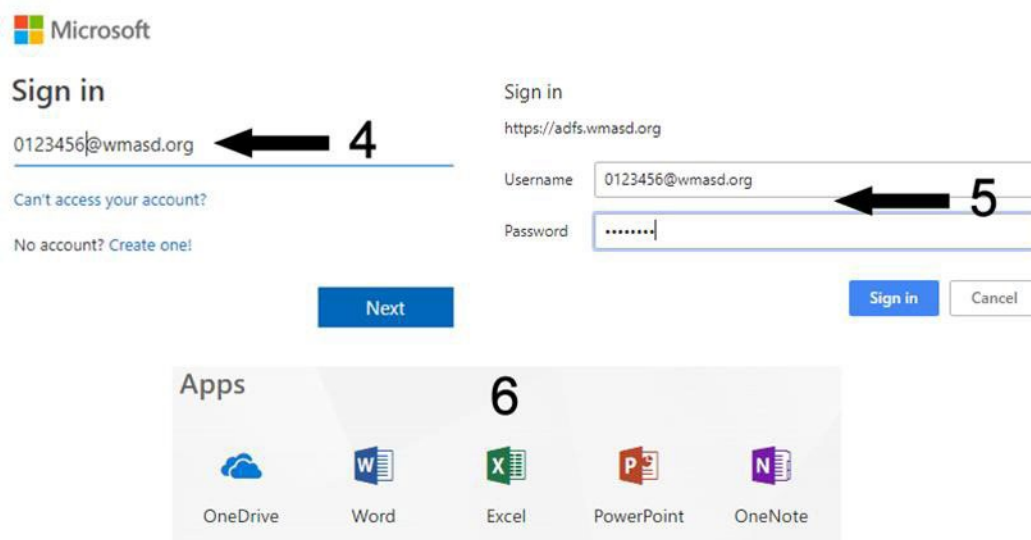 Microsoft
Sign in
0123456@wmasd.org
4
Can't access your account?
No account? Create one!
Next
Sign in
https://adfs.wmasd.org
Username 0123456@wmasd.org
5
Password ••••••••
Sign in Cancel
Apps
6
OneDrive Word Excel PowerPoint OneNote